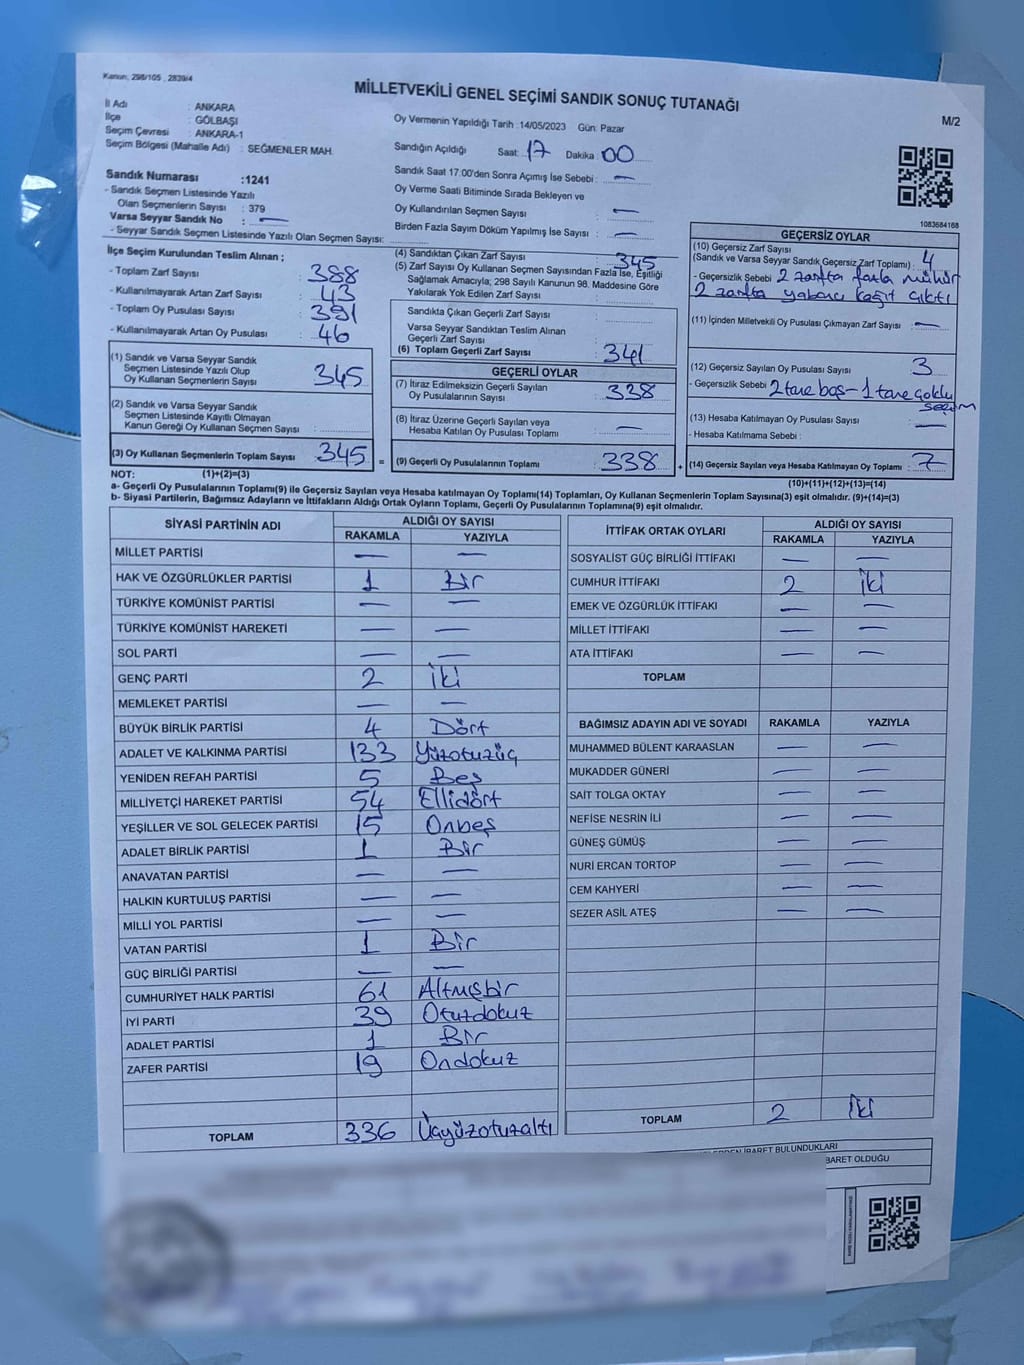 Kanun, 298/105 , 2839/4
MİLLETVEKİLİ GENEL SEÇİMİ SANDIK SONUÇ TUTANAĞI
M/2
İl Adı : ANKARA
İlçe : GÖLBAŞI
Seçim Çevresi : ANKARA-1
Seçim Bölgesi (Mahalle Adı) : SEĞMENLER MAH.
Sandık Numarası :1241
- Sandık Seçmen Listesinde Yazılı
Olan Seçmenlerin Sayısı : 379
Varsa Seyyar Sandık No : —
- Seyyar Sandık Seçmen Listesinde Yazılı Olan Seçmen Sayısı:
Oy Vermenin Yapıldığı Tarih :14/05/2023 Gün: Pazar
Sandığın Açıldığı Saat: 17 Dakika : 00
Sandık Saat 17.00'den Sonra Açımış İse Sebebi : —
Oy Verme Saati Bitiminde Sırada Bekleyen ve
Oy Kullandırılan Seçmen Sayısı : —
Birden Fazla Sayım Döküm Yapılmış İse Sayısı : —
1083684168
İlçe Seçim Kurulundan Teslim Alınan ;
- Toplam Zarf Sayısı : 388
- Kullanılmayarak Artan Zarf Sayısı : 43
- Toplam Oy Pusulası Sayısı : 391
- Kullanılmayarak Artan Oy Pusulası : 46
(1) Sandık ve Varsa Seyyar Sandık
Seçmen Listesinde Yazılı Olup
Oy Kullanan Seçmenlerin Sayısı : 345
(2) Sandık ve Varsa Seyyar Sandık
Seçmen Listesinde Kayıtlı Olmayan
Kanun Gereği Oy Kullanan Seçmen Sayısı :
(3) Oy Kullanan Seçmenlerin Toplam Sayısı : 345 =
(4) Sandıktan Çıkan Zarf Sayısı : 345
(5) Zarf Sayısı Oy Kullanan Seçmen Sayısından Fazla İse, Eşitliği
Sağlamak Amacıyla; 298 Sayılı Kanunun 98. Maddesine Göre
Yakılarak Yok Edilen Zarf Sayısı :
Sandıkta Çıkan Geçerli Zarf Sayısı :
Varsa Seyyar Sandıktan Teslim Alınan
Geçerli Zarf Sayısı :
(6) Toplam Geçerli Zarf Sayısı : 341
GEÇERLİ OYLAR
(7) İtiraz Edilmeksizin Geçerli Sayılan
Oy Pusulalarının Sayısı : 338
(8) İtiraz Üzerine Geçerli Sayılan veya
Hesaba Katılan Oy Pusulası Toplamı : —
(9) Geçerli Oy Pusulalarının Toplamı : 338 +
GEÇERSİZ OYLAR
(10) Geçersiz Zarf Sayısı
(Sandık ve Varsa Seyyar Sandık Geçersiz Zarf Toplamı) : 4
- Geçersizlik Sebebi : 2 zarfta fazla mühür
2 zarfta yabancı kağıt çıktı
(11) İçinden Milletvekili Oy Pusulası Çıkmayan Zarf Sayısı : —
(12) Geçersiz Sayılan Oy Pusulası Sayısı : 3
- Geçersizlik Sebebi : 2 tane boş - 1 tane çoklu
seçim
(13) Hesaba Katılmayan Oy Pusulası Sayısı : —
- Hesaba Katılmama Sebebi :
(14) Geçersiz Sayılan veya Hesaba Katılmayan Oy Toplamı : 7
NOT: (1)+(2)=(3) (10)+(11)+(12)+(13)=(14)
a- Geçerli Oy Pusulalarının Toplamı(9) ile Geçersiz Sayılan veya Hesaba katılmayan Oy Toplamı(14) Toplamları, Oy Kullanan Seçmenlerin Toplam Sayısına(3) eşit olmalıdır. (9)+(14)=(3)
b- Siyasi Partilerin, Bağımsız Adayların ve İttifakların Aldığı Ortak Oyların Toplamı, Geçerli Oy Pusulalarının Toplamına(9) eşit olmalıdır.
SİYASİ PARTİNİN ADI ALDIĞI OY SAYISI
RAKAMLA YAZIYLA
MİLLET PARTİSİ — —
HAK VE ÖZGÜRLÜKLER PARTİSİ 1 Bir
TÜRKİYE KOMÜNİST PARTİSİ — —
TÜRKİYE KOMÜNİST HAREKETİ — —
SOL PARTİ — —
GENÇ PARTİ 2 İki
MEMLEKET PARTİSİ — —
BÜYÜK BİRLİK PARTİSİ 4 Dört
ADALET VE KALKINMA PARTİSİ 133 Yüzotuzüç
YENİDEN REFAH PARTİSİ 5 Beş
MİLLİYETÇİ HAREKET PARTİSİ 54 Ellidört
YEŞİLLER VE SOL GELECEK PARTİSİ 15 Onbeş
ADALET BİRLİK PARTİSİ 1 Bir
ANAVATAN PARTİSİ — —
HALKIN KURTULUŞ PARTİSİ — —
MİLLİ YOL PARTİSİ — —
VATAN PARTİSİ 1 Bir
GÜÇ BİRLİĞİ PARTİSİ — —
CUMHURİYET HALK PARTİSİ 61 Altmışbir
İYİ PARTİ 39 Otuzdokuz
ADALET PARTİSİ 1 Bir
ZAFER PARTİSİ 19 Ondokuz
TOPLAM 336 Üçyüzotuzaltı
İTTİFAK ORTAK OYLARI ALDIĞI OY SAYISI
RAKAMLA YAZIYLA
SOSYALİST GÜÇ BİRLİĞİ İTTİFAKI — —
CUMHUR İTTİFAKI 2 İki
EMEK VE ÖZGÜRLÜK İTTİFAKI — —
MİLLET İTTİFAKI — —
ATA İTTİFAKI — —
TOPLAM
BAĞIMSIZ ADAYIN ADI VE SOYADI RAKAMLA YAZIYLA
MUHAMMED BÜLENT KARAASLAN — —
MUKADDER GÜNERİ — —
SAİT TOLGA OKTAY — —
NEFİSE NESRİN İLİ — —
GÜNEŞ GÜMÜŞ — —
NURİ ERCAN TORTOP — —
CEM KAHYERİ — —
SEZER ASİL ATEŞ — —
TOPLAM 2 İki
İBARET BULUNDUKLARI
BARET OLDUĞU